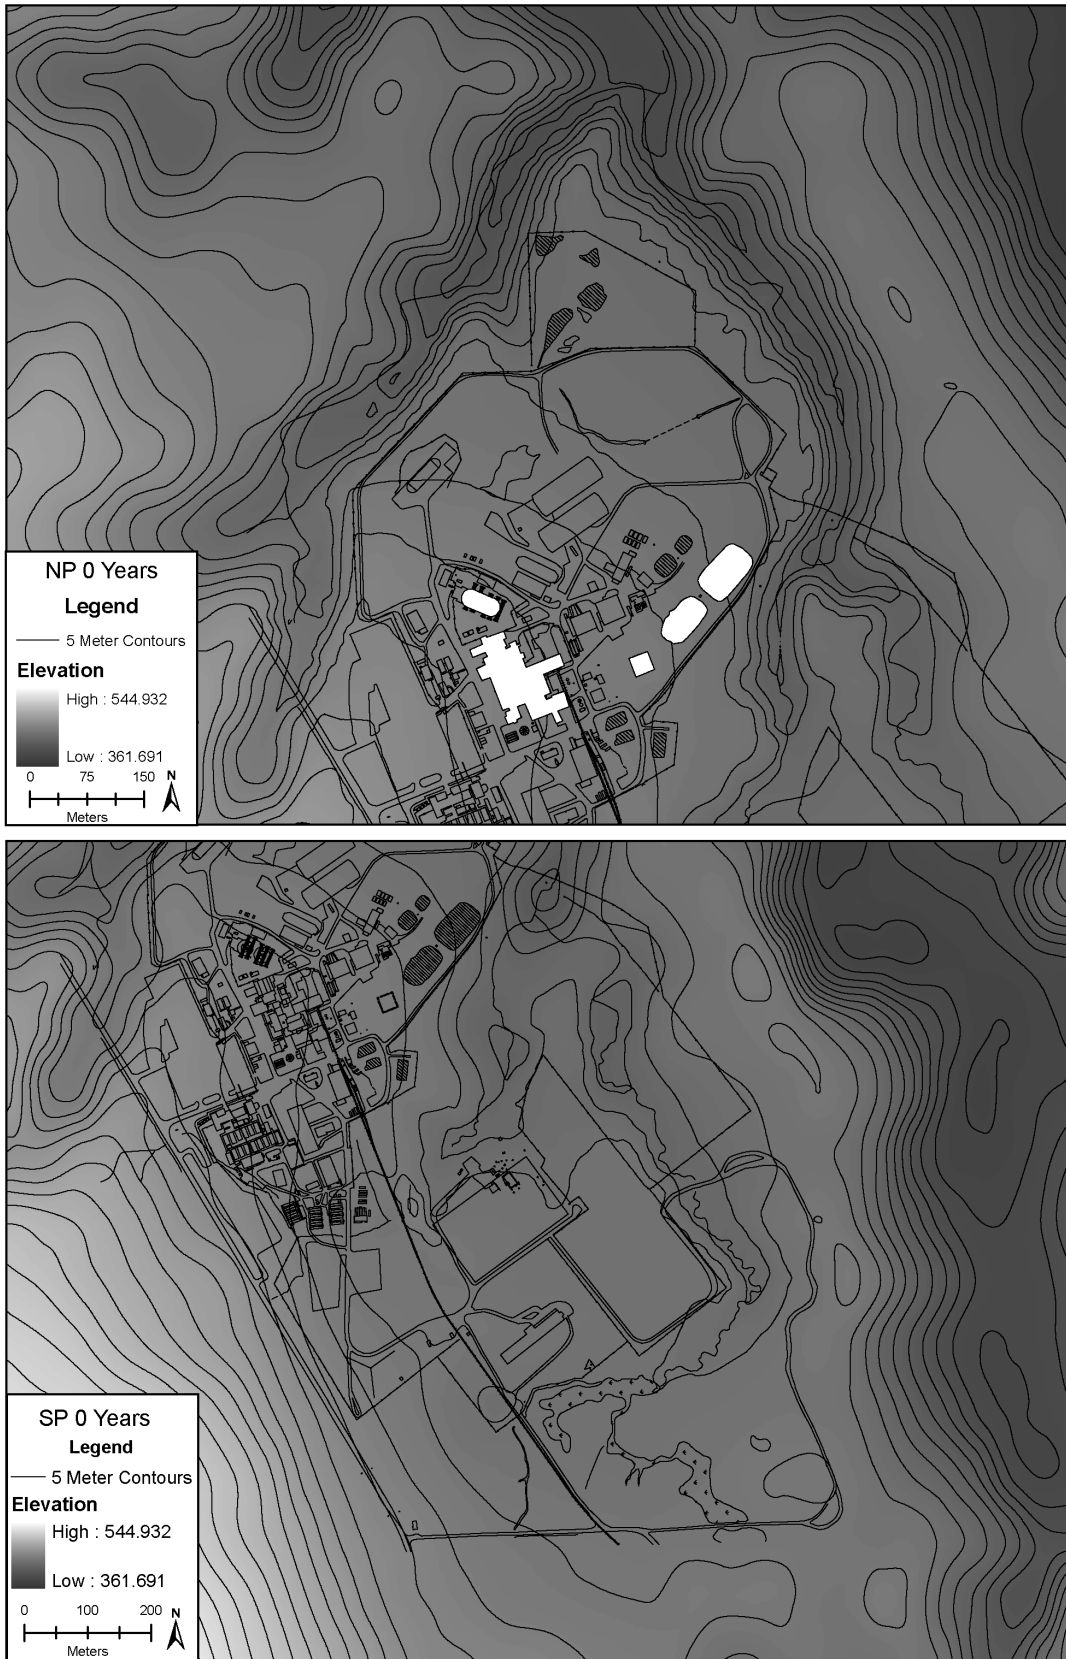 NP 0 Years
Legend
5 Meter Contours
Elevation
High : 544.932
Low : 361.691
0 75 150 N
Meters
SP 0 Years
Legend
5 Meter Contours
Elevation
High : 544.932
Low : 361.691
0 100 200 N
Meters